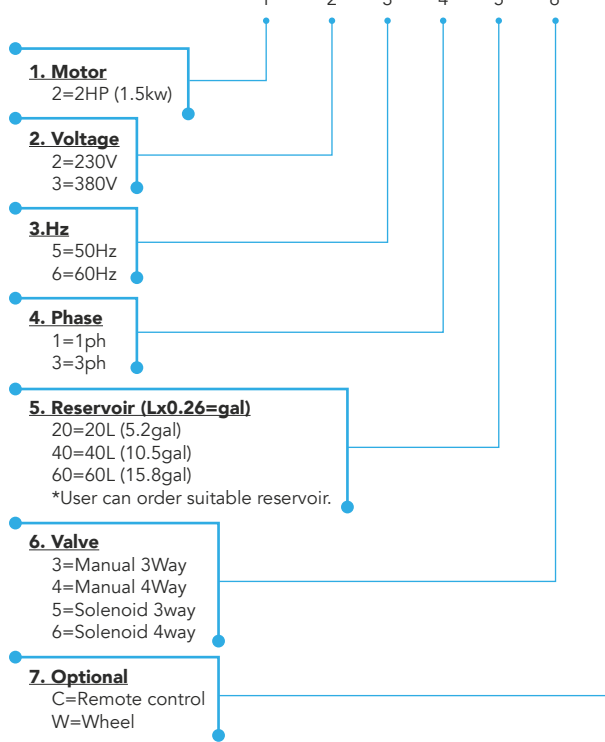 1 2 3 4 5 6
1. Motor
2=2HP (1.5kw)
2. Voltage
2=230V
3=380V
3.Hz
5=50Hz
6=60Hz
4. Phase
1=1ph
3=3ph
5. Reservoir (Lx0.26=gal)
20=20L (5.2gal)
40=40L (10.5gal)
60=60L (15.8gal)
*User can order suitable reservoir.
6. Valve
3=Manual 3Way
4=Manual 4Way
5=Solenoid 3way
6=Solenoid 4way
7. Optional
C=Remote control
W=Wheel